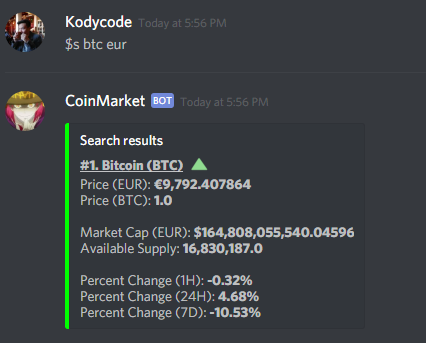 Kodycode Today at 5:56 PM
$s btc eur
CoinMarket BOT Today at 5:56 PM
Search results
#1. Bitcoin (BTC)
Price (EUR): €9,792.407864
Price (BTC): 1.0
Market Cap (EUR): $164,808,055,540.04596
Available Supply: 16,830,187.0
Percent Change (1H): -0.32%
Percent Change (24H): 4.68%
Percent Change (7D): -10.53%